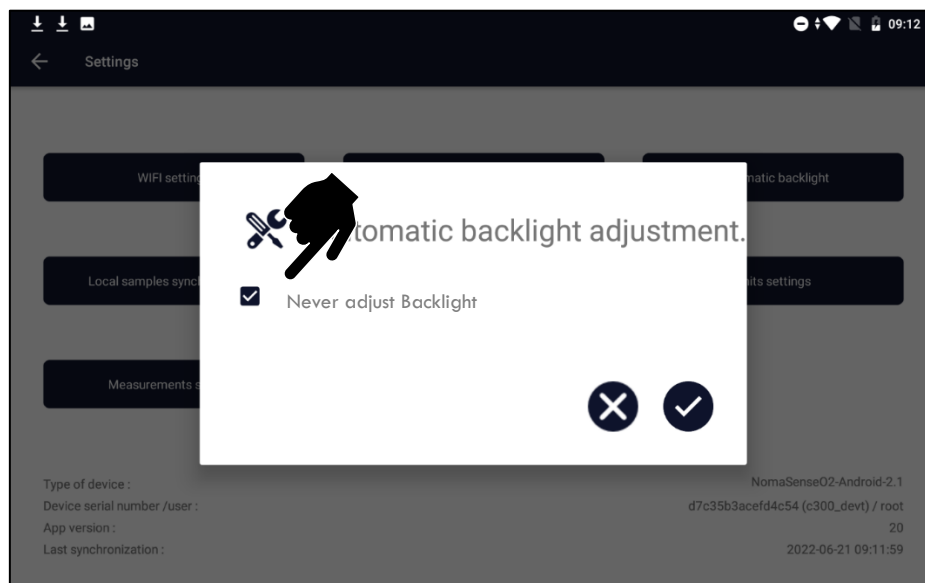 09:12
Settings
WIFI setting
matic backlight
tomatic backlight adjustment.
Local samples syncl
its settings
Never adjust Backlight
Measurements s
Type of device :
NomaSenseO2-Android-2.1
Device serial number /user :
d7c35b3acefd4c54 (c300_devt) / root
App version :
20
Last synchronization :
2022-06-21 09:11:59